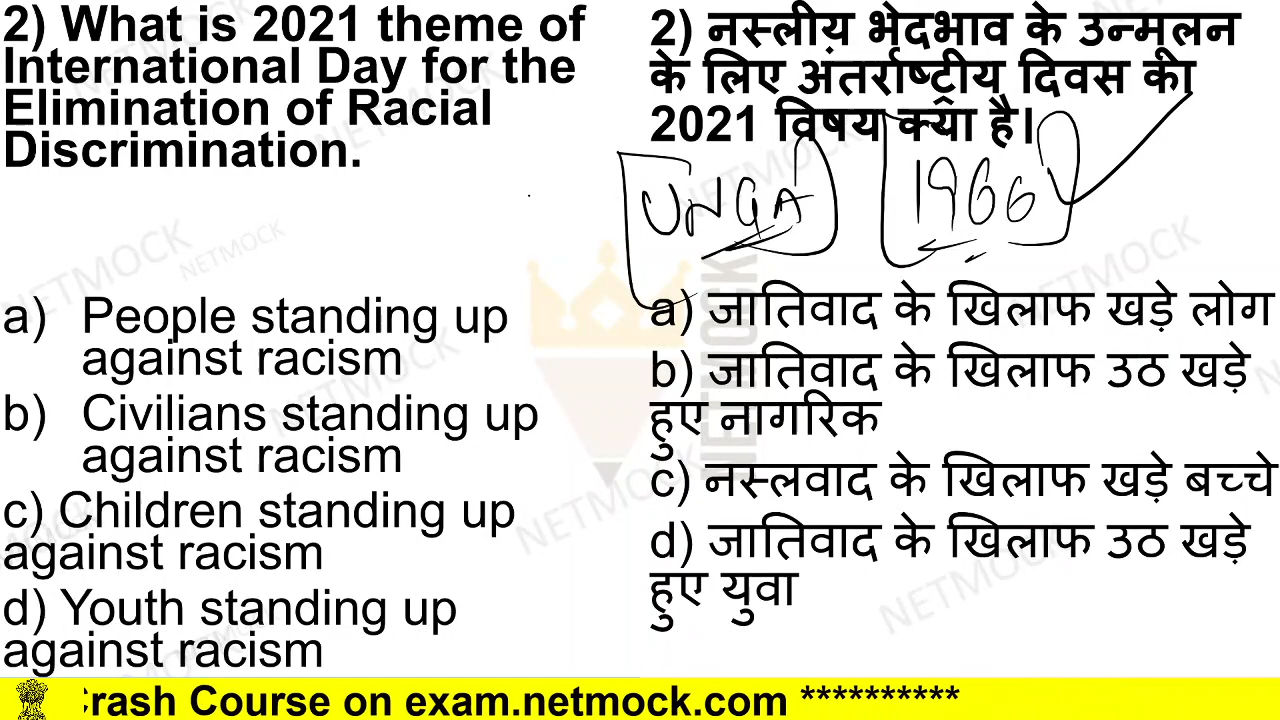 2) What is 2021 theme of
International Day for the
Elimination of Racial
Discrimination.
a) People standing up
against racism
b) Civilians standing up
against racism
c) Children standing up
against racism
d) Youth standing up
against racism
2) नस्लीय भेदभाव के उन्मूलन
के लिए अंतर्राष्ट्रीय दिवस का
2021 विषय क्या है।
UNGA 1966
a) जातिवाद के खिलाफ खड़े लोग
b) जातिवाद के खिलाफ उठ खड़े
हुए नागरिक
c) नस्लवाद के खिलाफ खड़े बच्चे
d) जातिवाद के खिलाफ उठ खड़े
हुए युवा
NETMOCK
Crash Course on exam.netmock.com **********